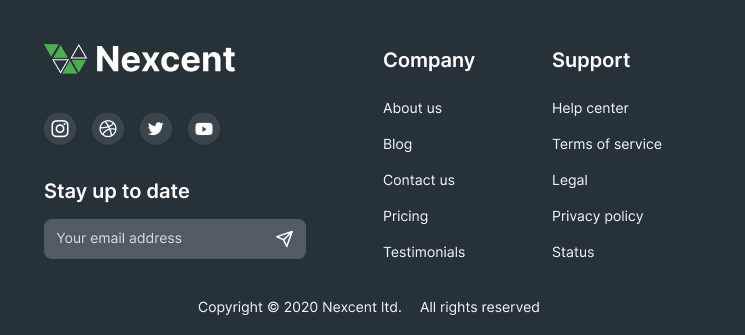 Nexcent
Stay up to date
Your email address
Company
About us
Blog
Contact us
Pricing
Testimonials
Support
Help center
Terms of service
Legal
Privacy policy
Status
Copyright © 2020 Nexcent ltd. All rights reserved